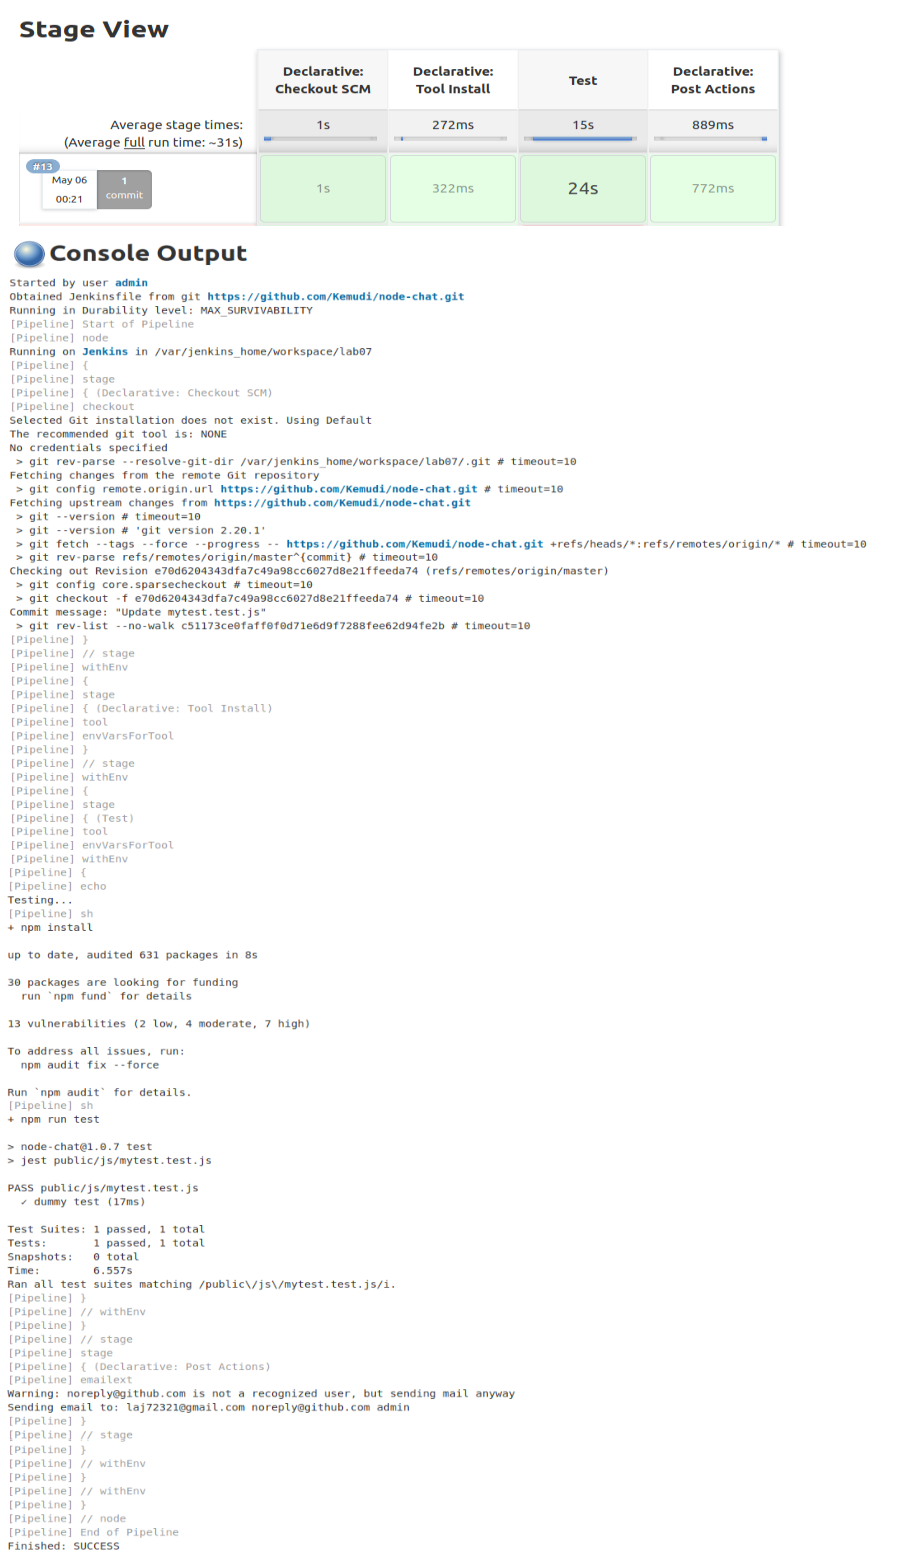 Stage View
Declarative: Checkout SCM
Declarative: Tool Install
Test
Declarative: Post Actions
Average stage times:
(Average full run time: ~31s)
1s
272ms
15s
889ms
#13
May 06
00:21
1
commit
1s
322ms
24s
772ms
Console Output
Started by user admin
Obtained Jenkinsfile from git https://github.com/Kemudi/node-chat.git
Running in Durability level: MAX_SURVIVABILITY
[Pipeline] Start of Pipeline
[Pipeline] node
Running on Jenkins in /var/jenkins_home/workspace/lab07
[Pipeline] {
[Pipeline] stage
[Pipeline] { (Declarative: Checkout SCM)
[Pipeline] checkout
Selected Git installation does not exist. Using Default
The recommended git tool is: NONE
No credentials specified
 > git rev-parse --resolve-git-dir /var/jenkins_home/workspace/lab07/.git # timeout=10
Fetching changes from the remote Git repository
 > git config remote.origin.url https://github.com/Kemudi/node-chat.git # timeout=10
Fetching upstream changes from https://github.com/Kemudi/node-chat.git
 > git --version # timeout=10
 > git --version # 'git version 2.20.1'
 > git fetch --tags --force --progress -- https://github.com/Kemudi/node-chat.git +refs/heads/*:refs/remotes/origin/* # timeout=10
 > git rev-parse refs/remotes/origin/master^{commit} # timeout=10
Checking out Revision e70d6204343dfa7c49a98cc6027d8e21ffeeda74 (refs/remotes/origin/master)
 > git config core.sparsecheckout # timeout=10
 > git checkout -f e70d6204343dfa7c49a98cc6027d8e21ffeeda74 # timeout=10
Commit message: "Update mytest.test.js"
 > git rev-list --no-walk c51173ce0faff0f0d71e6d9f7288fee62d94fe2b # timeout=10
[Pipeline] }
[Pipeline] // stage
[Pipeline] withEnv
[Pipeline] {
[Pipeline] stage
[Pipeline] { (Declarative: Tool Install)
[Pipeline] tool
[Pipeline] envVarsForTool
[Pipeline] }
[Pipeline] // stage
[Pipeline] withEnv
[Pipeline] {
[Pipeline] stage
[Pipeline] { (Test)
[Pipeline] tool
[Pipeline] envVarsForTool
[Pipeline] withEnv
[Pipeline] {
[Pipeline] echo
Testing...
[Pipeline] sh
+ npm install
up to date, audited 631 packages in 8s
30 packages are looking for funding
  run `npm fund` for details
13 vulnerabilities (2 low, 4 moderate, 7 high)
To address all issues, run:
  npm audit fix --force
Run `npm audit` for details.
[Pipeline] sh
+ npm run test
> node-chat@1.0.7 test
> jest public/js/mytest.test.js
PASS public/js/mytest.test.js
  ✓ dummy test (17ms)
Test Suites: 1 passed, 1 total
Tests:       1 passed, 1 total
Snapshots:   0 total
Time:        6.557s
Ran all test suites matching /public\/js\/mytest.test.js/i.
[Pipeline] }
[Pipeline] // withEnv
[Pipeline] }
[Pipeline] // stage
[Pipeline] stage
[Pipeline] { (Declarative: Post Actions)
[Pipeline] emailext
Warning: noreply@github.com is not a recognized user, but sending mail anyway
Sending email to: laj72321@gmail.com noreply@github.com admin
[Pipeline] }
[Pipeline] // stage
[Pipeline] }
[Pipeline] // withEnv
[Pipeline] }
[Pipeline] // withEnv
[Pipeline] }
[Pipeline] // node
[Pipeline] End of Pipeline
Finished: SUCCESS